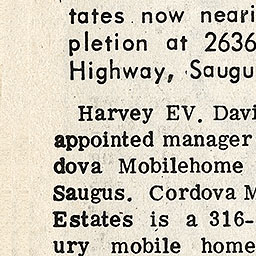 tates now neari
pletion at 2636
Highway, Saugu
Harvey EV. Davi
appointed manager
dova Mobilehome
Saugus. Cordova M
Estates is a 316-
ury mobile home